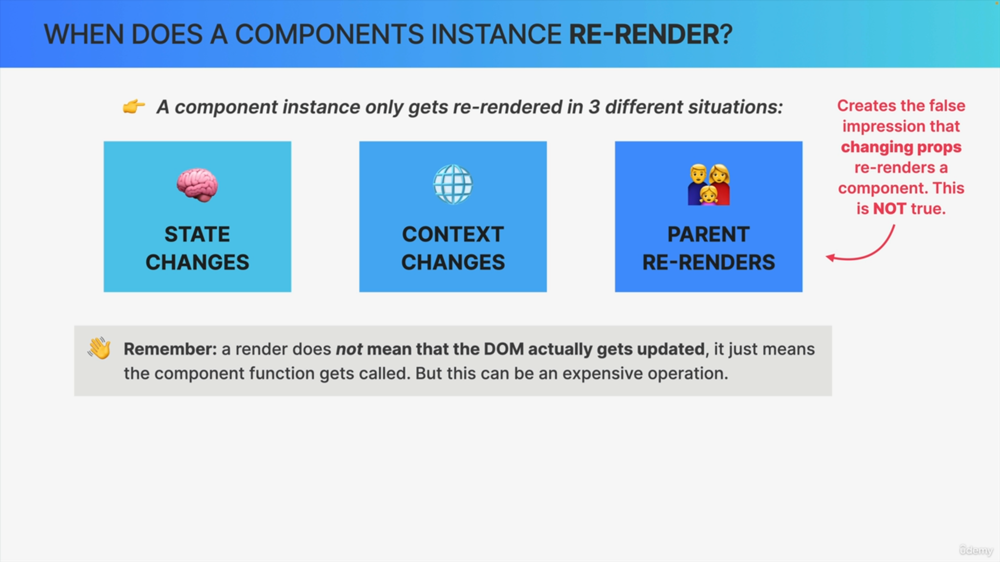 WHEN DOES A COMPONENTS INSTANCE RE-RENDER?
A component instance only gets re-rendered in 3 different situations:
STATE
CHANGES
CONTEXT
CHANGES
PARENT
RE-RENDERS
Creates the false
impression that
changing props
re-renders a
component. This
is NOT true.
Remember: a render does not mean that the DOM actually gets updated, it just means
the component function gets called. But this can be an expensive operation.
ûdemy